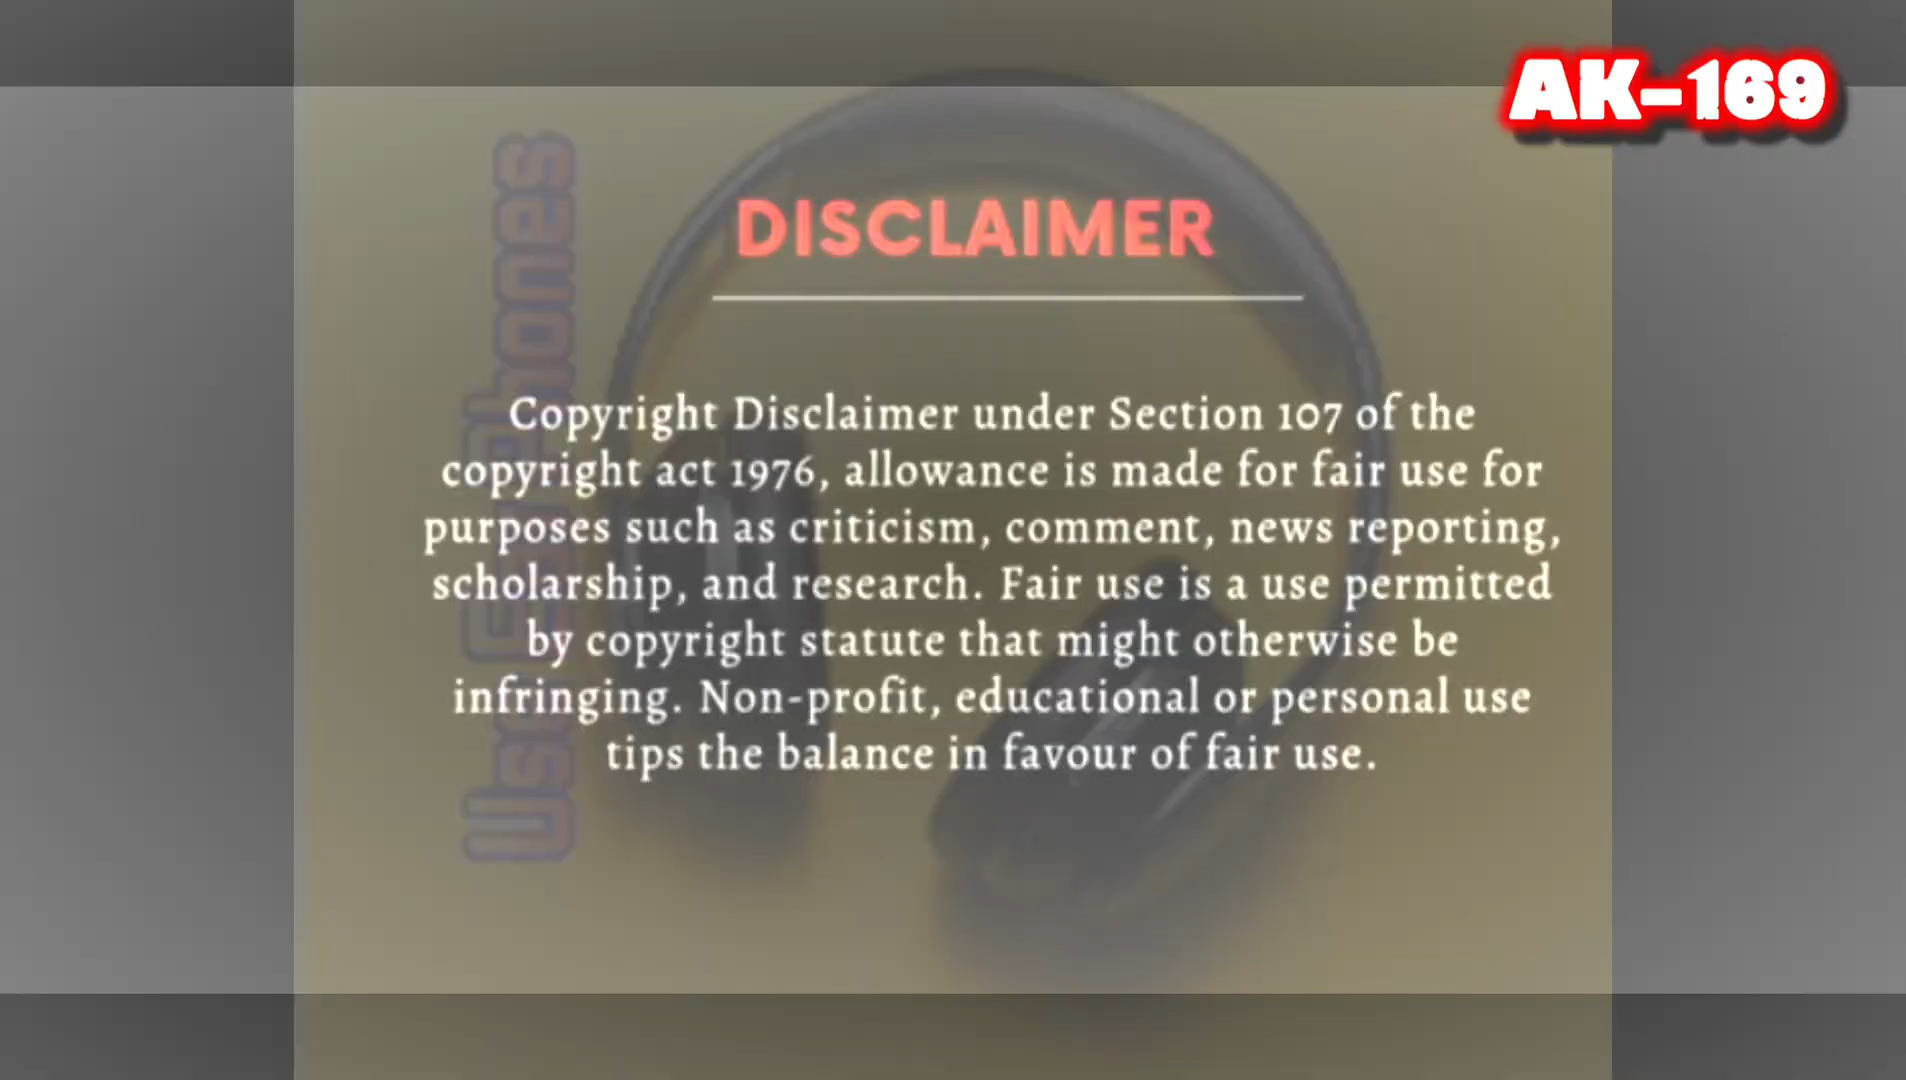 AK-169
DISCLAIMER
Copyright Disclaimer under Section 107 of the
copyright act 1976, allowance is made for fair use for
purposes such as criticism, comment, news reporting,
scholarship, and research. Fair use is a use permitted
by copyright statute that might otherwise be
infringing. Non-profit, educational or personal use
tips the balance in favour of fair use.
Use Phones